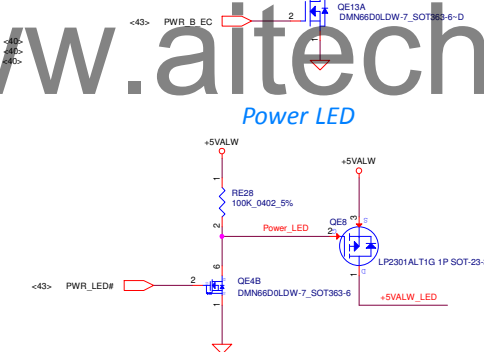 QE13A
DMN66D0LDW-7_SOT363-6~D
<43> PWR_B_EC
2
1
<40>
<40>
<40>
w.aitech
Power LED
+5VALW
+5VALW
1
RE28
100K_0402_5%
2
Power_LED
2
QE8
3
S
LP2301ALT1G 1P SOT-23-
D
1
6
QE4B
DMN66D0LDW-7_SOT363-6
<43> PWR_LED#
2
1
+5VALW_LED